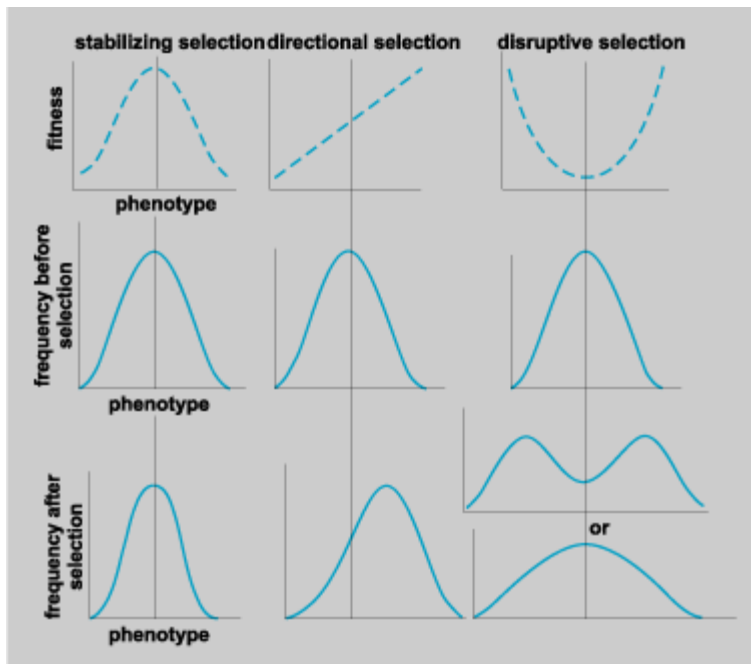 stabilizing selection
directional selection
disruptive selection
fitness
phenotype
frequency before
selection
phenotype
frequency after
selection
or
phenotype